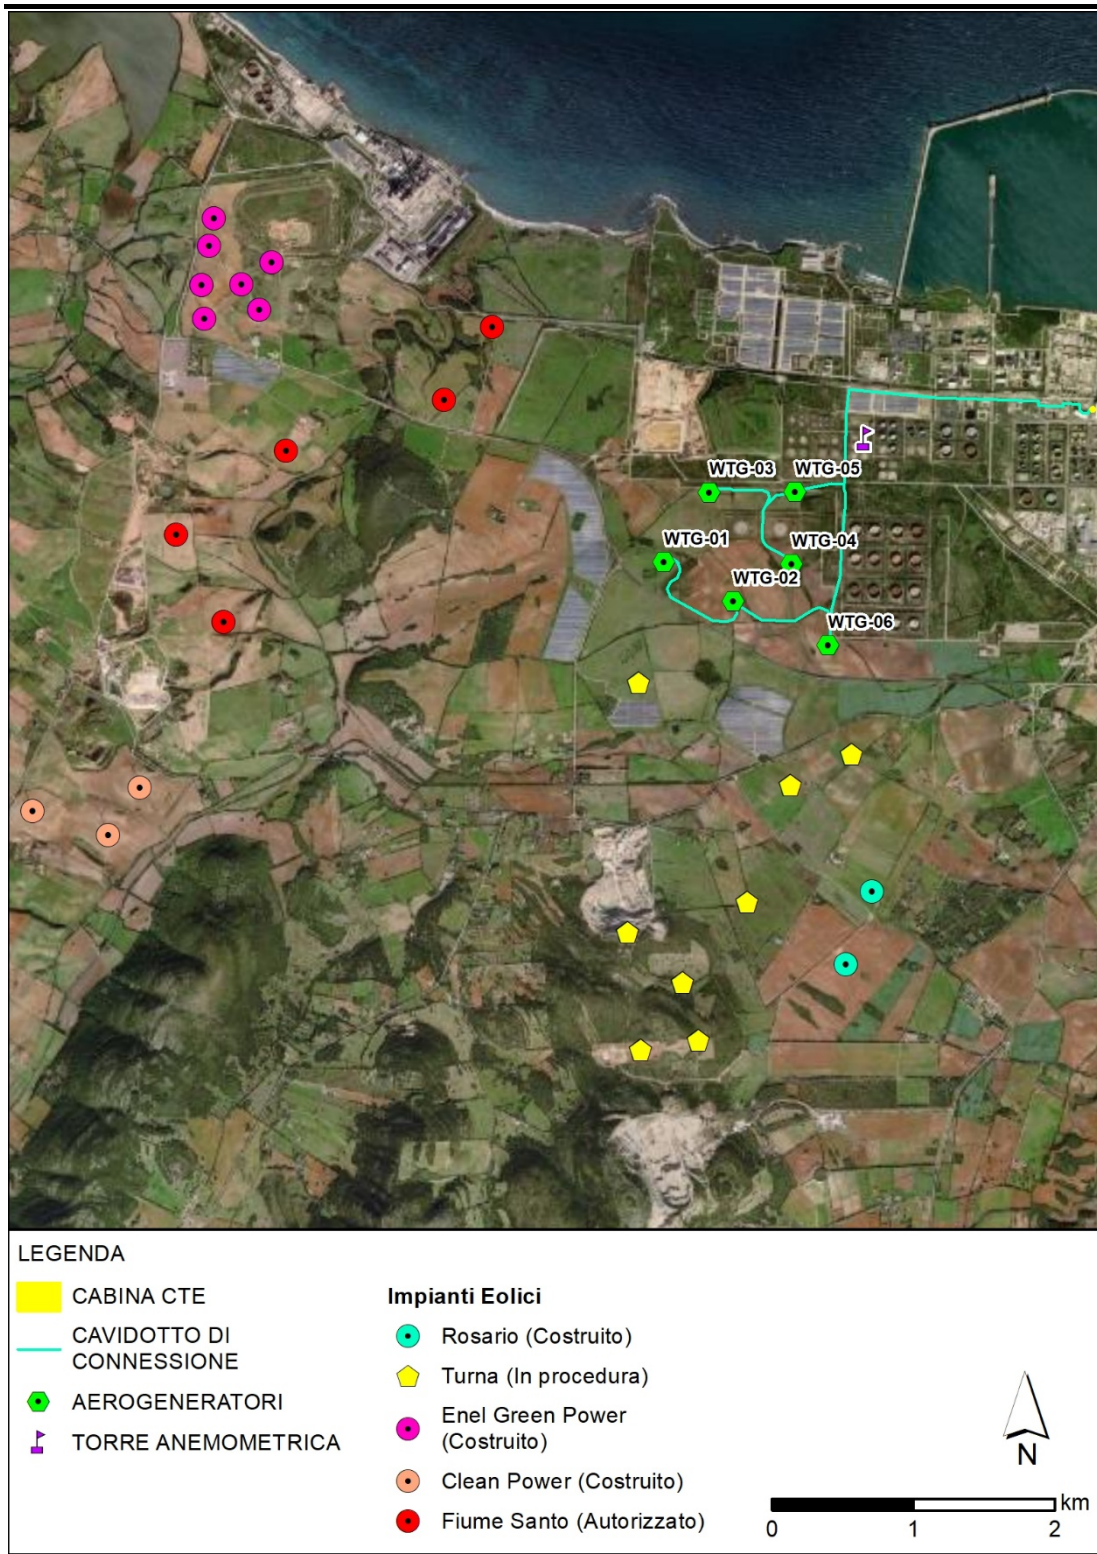 WTG-03
WTG-05
WTG-01
WTG-04
WTG-02
WTG-06
LEGENDA
CABINA CTE
CAVIDOTTO DI
CONNESSIONE
AEROGENERATORI
TORRE ANEMOMETRICA
Impianti Eolici
Rosario (Costruito)
Turna (In procedura)
Enel Green Power
(Costruito)
Clean Power (Costruito)
Fiume Santo (Autorizzato)
N
km
0 1 2